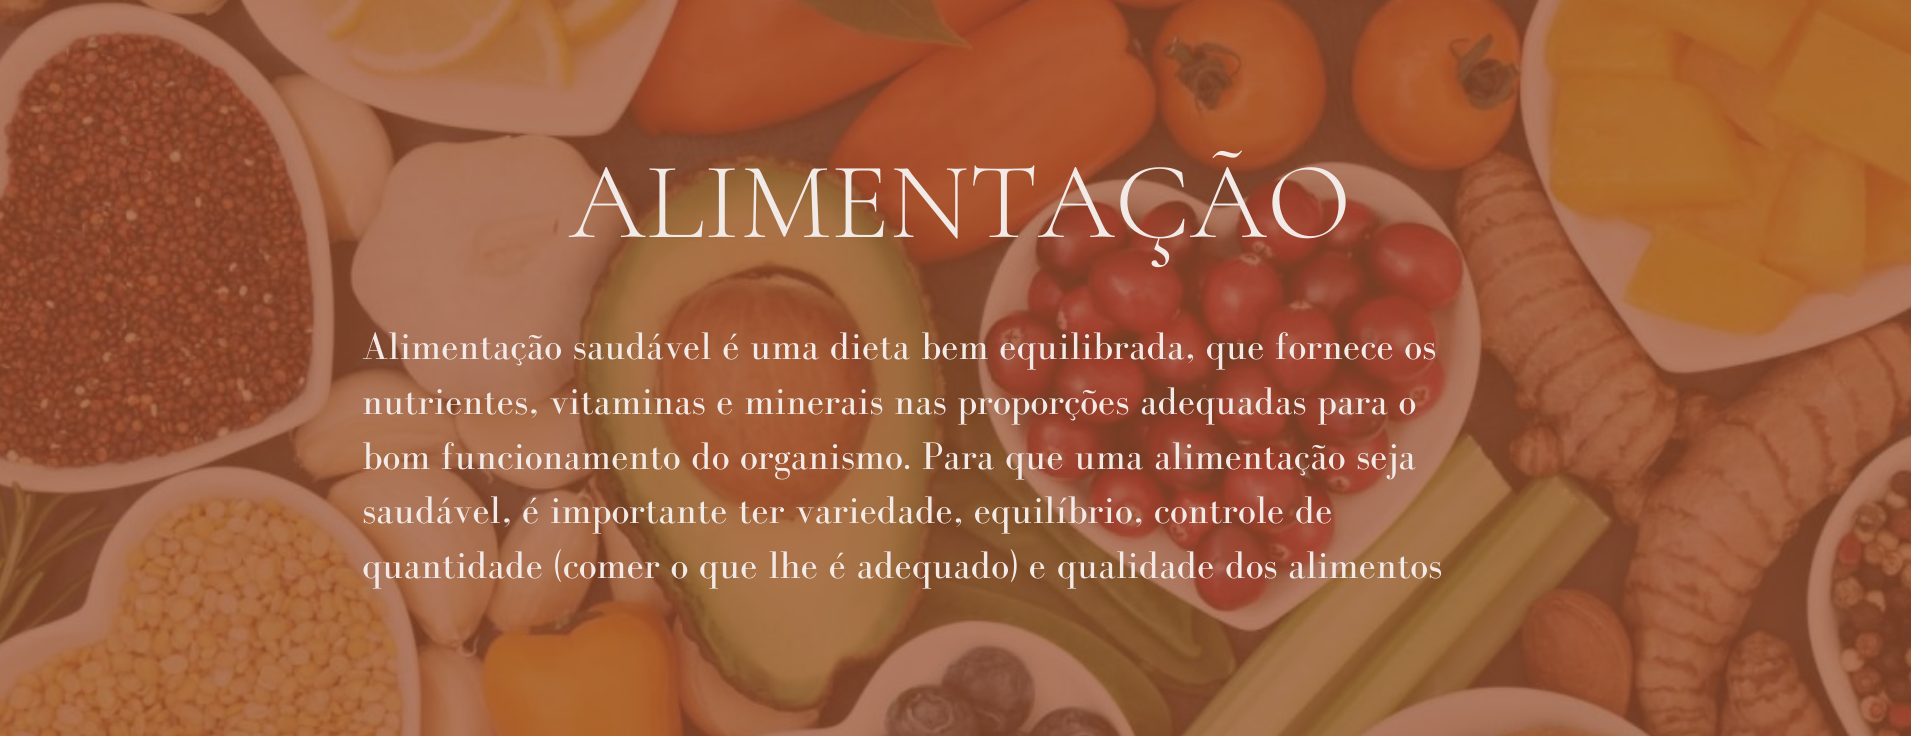 ALIMENTAÇÃO
Alimentação saudável é uma dieta bem equilibrada, que fornece os
nutrientes, vitaminas e minerais nas proporções adequadas para o
bom funcionamento do organismo. Para que uma alimentação seja
saudável, é importante ter variedade, equilíbrio, controle de
quantidade (comer o que lhe é adequado) e qualidade dos alimentos